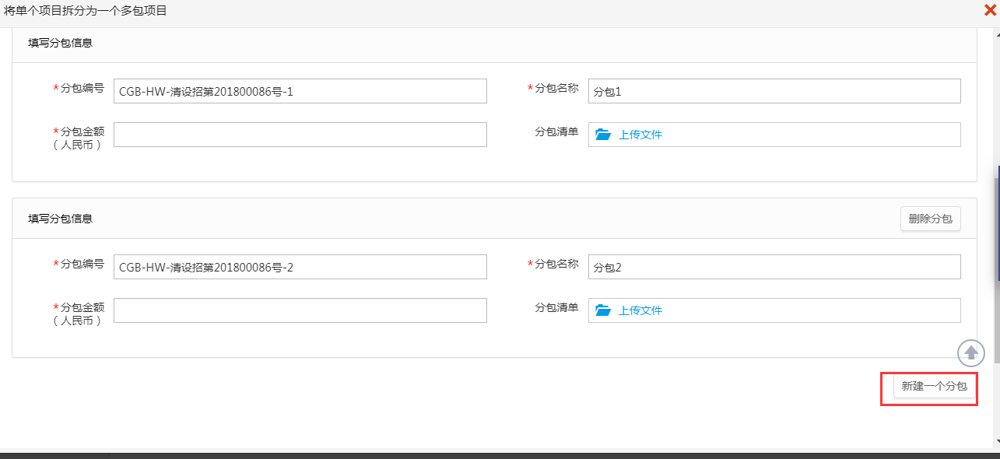 将单个项目拆分为一个多包项目
填写分包信息
*分包编号 CGB-HW-清设招第201800086号-1 *分包名称 分包1
*分包金额（人民币） 分包清单 上传文件
填写分包信息 删除分包
*分包编号 CGB-HW-清设招第201800086号-2 *分包名称 分包2
*分包金额（人民币） 分包清单 上传文件
新建一个分包